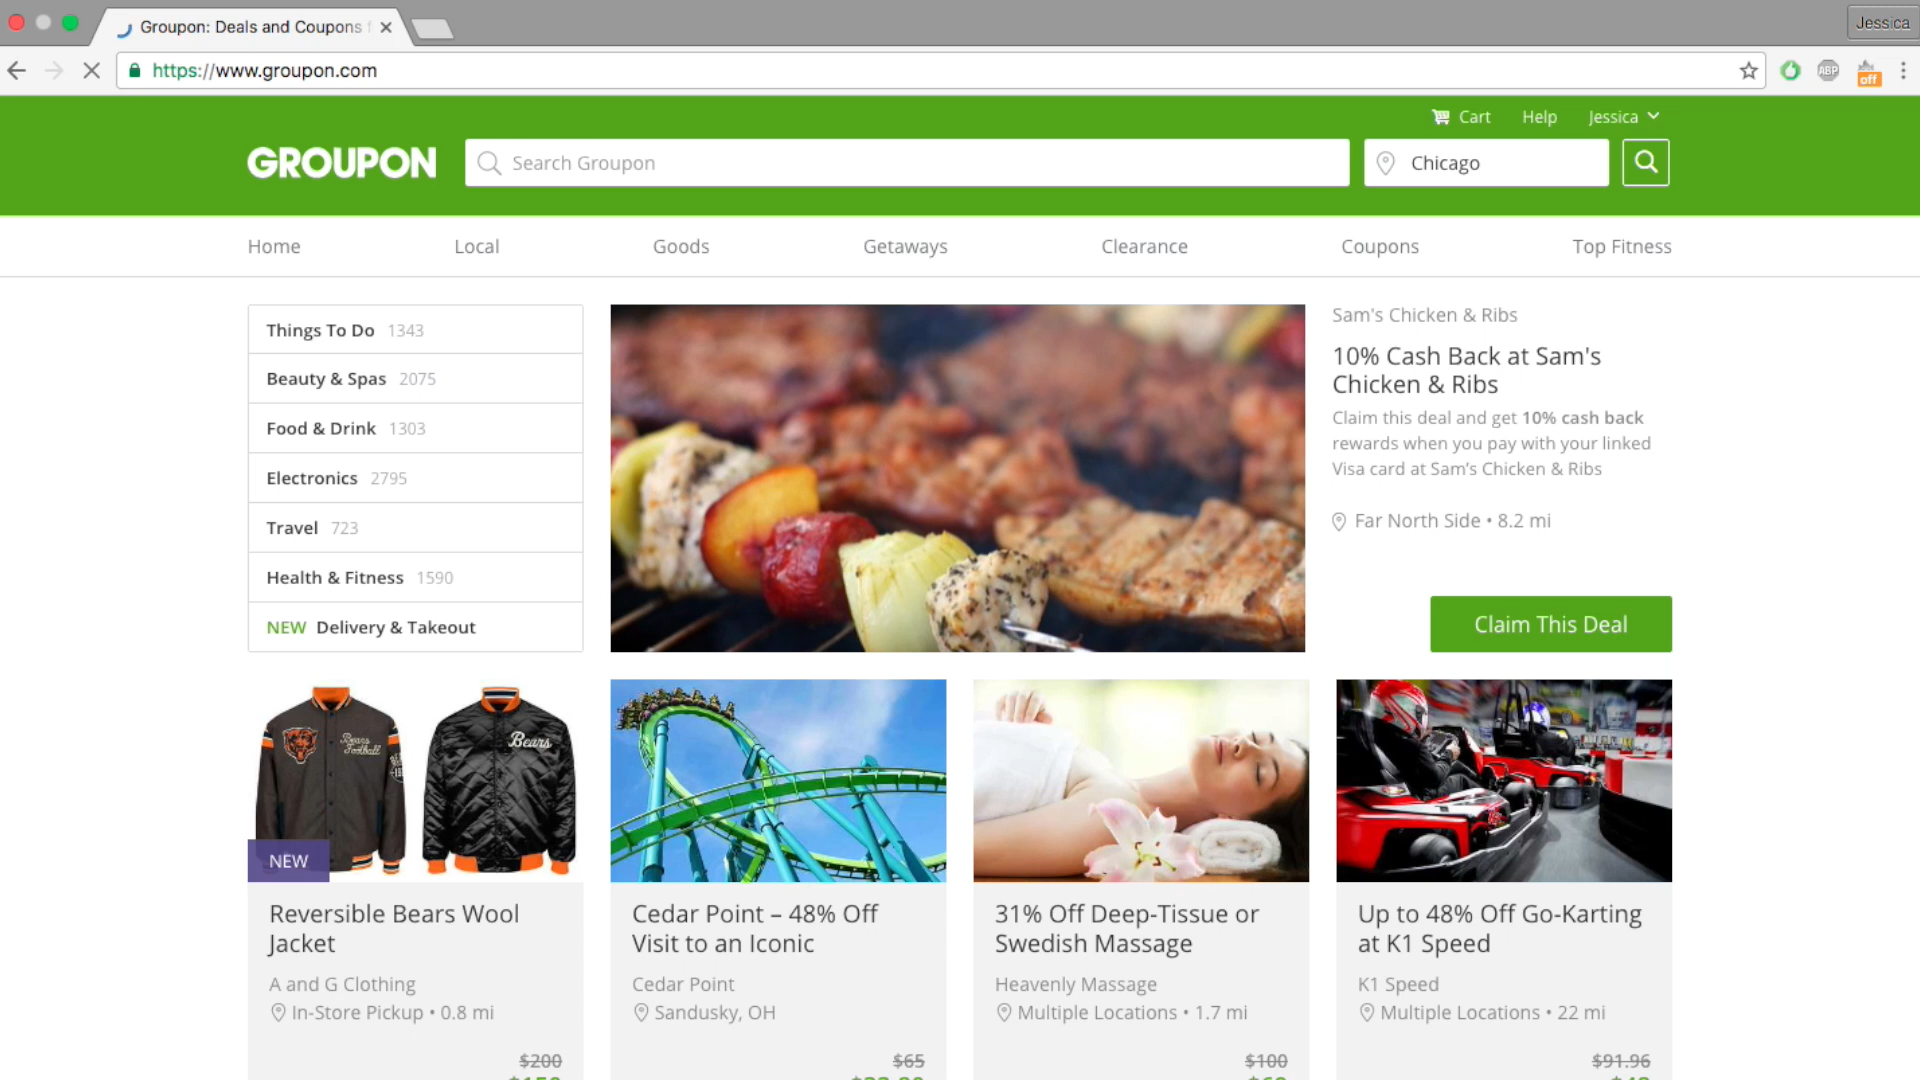 Groupon: Deals and Coupons f
Jessica
https://www.groupon.com
ABP
off
Cart
Help
Jessica
GROUPON
Search Groupon
Chicago
Home
Local
Goods
Getaways
Clearance
Coupons
Top Fitness
Things To Do 1343
Beauty & Spas 2075
Food & Drink 1303
Electronics 2795
Travel 723
Health & Fitness 1590
NEW Delivery & Takeout
Sam's Chicken & Ribs
10% Cash Back at Sam's
Chicken & Ribs
Claim this deal and get 10% cash back
rewards when you pay with your linked
Visa card at Sam's Chicken & Ribs
Far North Side • 8.2 mi
Claim This Deal
Bears
Football
Bears
NEW
Reversible Bears Wool
Jacket
A and G Clothing
In-Store Pickup • 0.8 mi
$200
Cedar Point – 48% Off
Visit to an Iconic
Cedar Point
Sandusky, OH
$65
31% Off Deep-Tissue or
Swedish Massage
Heavenly Massage
Multiple Locations • 1.7 mi
$100
Up to 48% Off Go-Karting
at K1 Speed
K1 Speed
Multiple Locations • 22 mi
$91.96